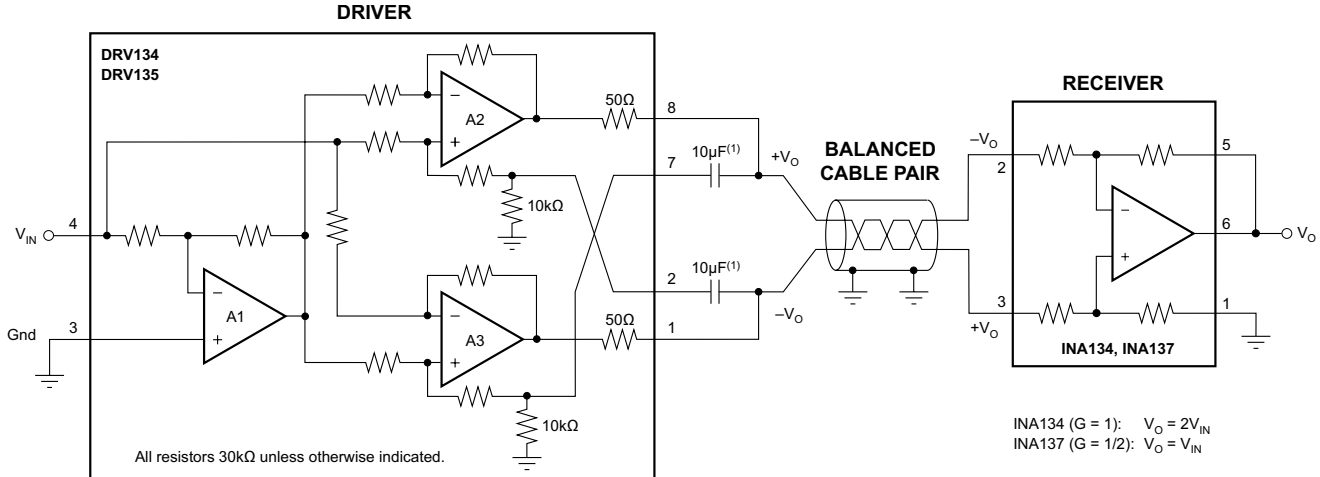 DRIVER
DRV134
DRV135
A2
50Ω
8
10μF(1)
7
+VO
10kΩ
VIN
4
A1
Gnd
3
10μF(1)
2
–VO
50Ω
1
A3
10kΩ
All resistors 30kΩ unless otherwise indicated.
BALANCED
CABLE PAIR
RECEIVER
–VO
2
5
–
+
6
VO
3
+VO
1
INA134, INA137
INA134 (G = 1): VO = 2VIN
INA137 (G = 1/2): VO = VIN